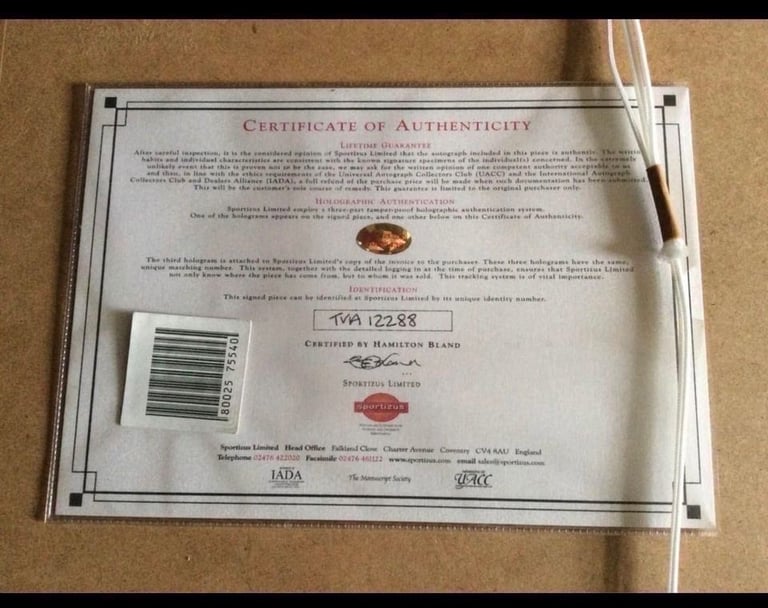 CERTIFICATE OF AUTHENTICITY
LIFETIME GUARANTEE
After careful inspection, it is the considered opinion of Sportizus Limited that the autograph included in this piece is authentic. The writing
habits and individual characteristics are consistent with the known signature specimens of the individual(s) concerned. In the extremely
unlikely event that this is proven not to be the case, we may ask for the written opinion of one competent authority acceptable to us
and then, in line with the ethics requirements of the Universal Autograph Collectors Club (UACC) and the International Autograph
Collectors Club and Dealers Alliance (IADA), a full refund of the purchase price will be made when such documentation has been submitted.
This will be the customer's sole course of remedy. This guarantee is limited to the original purchaser only.
HOLOGRAPHIC AUTHENTICATION
Sportizus Limited employ a three-part tamper-proof holographic authentication system.
One of the holograms appears on the signed piece, and one other below on this Certificate of Authenticity.
The third hologram is attached to Sportizus Limited's copy of the invoice to the purchaser. These three holograms have the same,
unique matching number. This system, together with the detailed logging in at the time of purchase, ensures that Sportizus Limited
not only know where the piece has come from, but to whom it was sold. This tracking system is of vital importance.
IDENTIFICATION
This signed piece can be identified at Sportizus Limited by its unique identity number.
TVA 12288
CERTIFIED BY HAMILTON BLAND
SPORTIZUS LIMITED
sportizus
80025 75540
Sportizus Limited Head Office Falkland Close Charter Avenue Coventry CV4 8AU England
Telephone 02476 422020 Facsimile 02476 461122 www.sportizus.com email sales@sportizus.com
IADA
The Manuscript Society
UACC